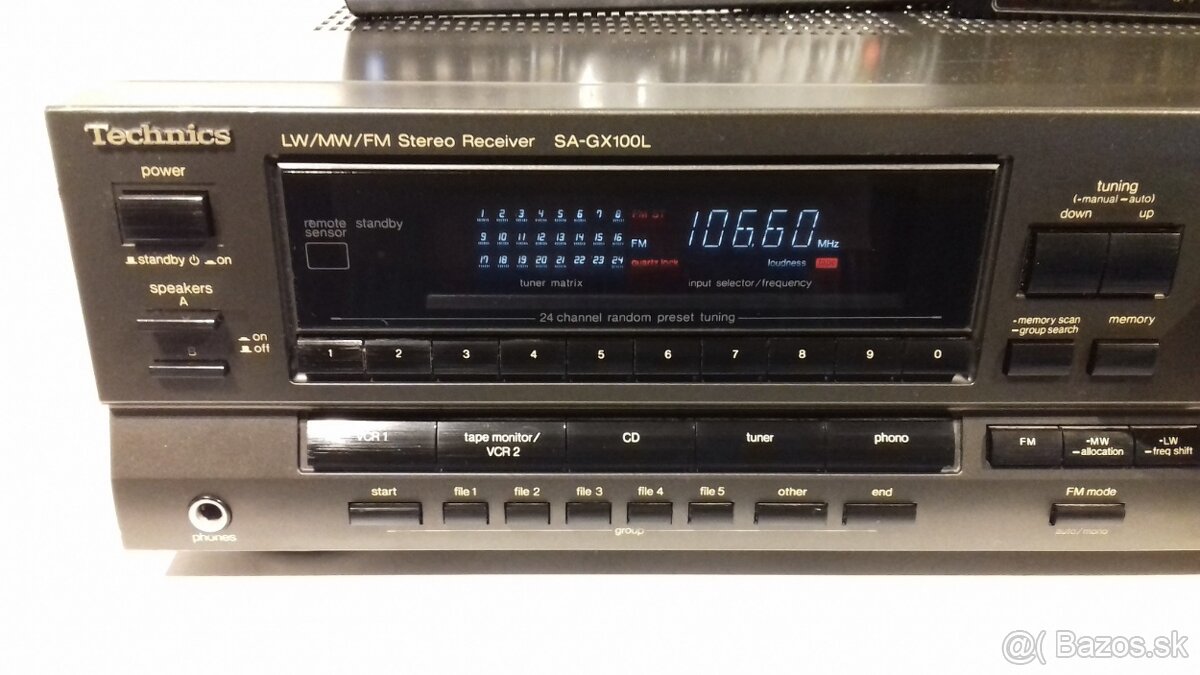 Technics
LW/MW/FM Stereo Receiver SA-GX100L
power
standby ⏻ on
speakers
A
B
on
off
remote sensor
standby
1 2 3 4 5 6 7 8
9 10 11 12 13 14 15 16
17 18 19 20 21 22 23 24
FM ST
FM
quartz lock
tuner matrix
106.60 MHz
loudness
tape
input selector/frequency
24 channel random preset tuning
1 2 3 4 5 6 7 8 9 0
tuning
(-manual —auto)
down up
-memory scan
—group search
memory
VCR 1
tape monitor/
VCR 2
CD
tuner
phono
FM
-MW
—allocation
-LW
—freq shift
start
file 1
file 2
file 3
file 4
file 5
other
end
group
FM mode
auto/mono
phones
@( Bazos.sk